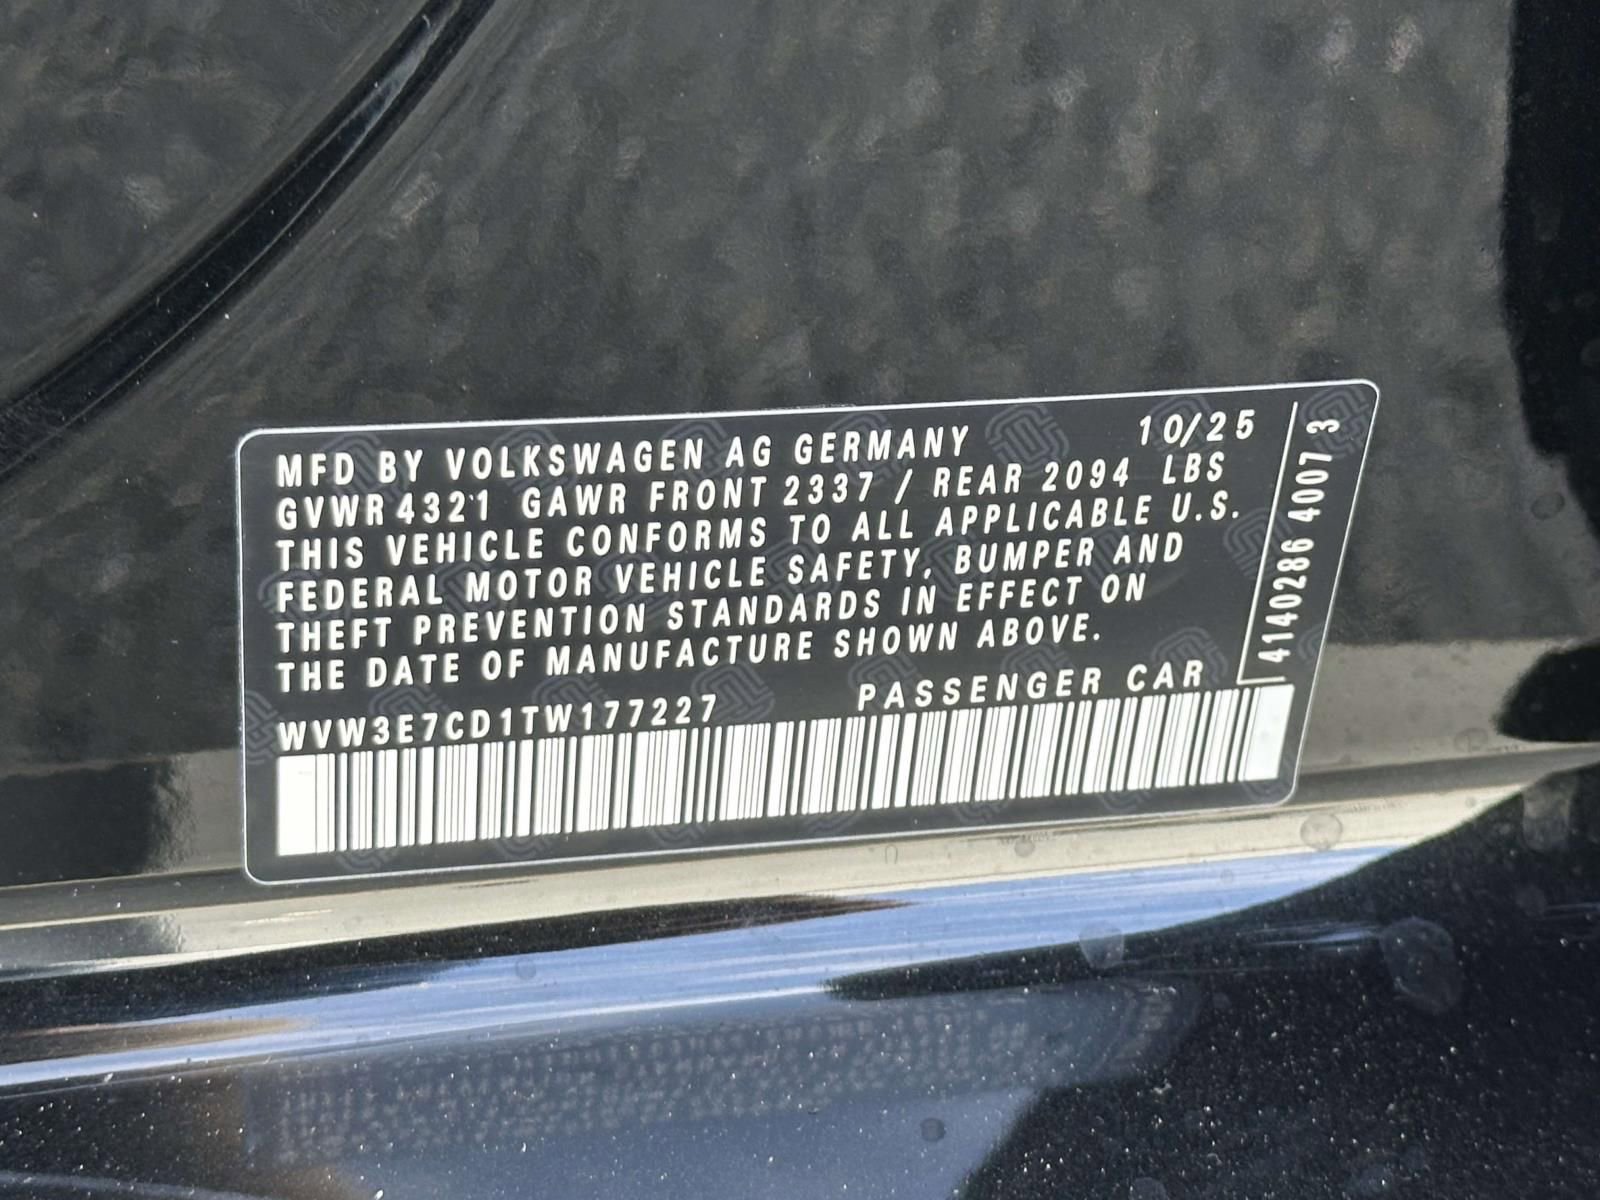 MFD BY VOLKSWAGEN AG GERMANY 10/25
GVWR 4321 GAWR FRONT 2337 / REAR 2094 LBS
THIS VEHICLE CONFORMS TO ALL APPLICABLE U.S.
FEDERAL MOTOR VEHICLE SAFETY, BUMPER AND
THEFT PREVENTION STANDARDS IN EFFECT ON
THE DATE OF MANUFACTURE SHOWN ABOVE.
WVW3E7CD1TW177227 PASSENGER CAR
4140286 4007 3